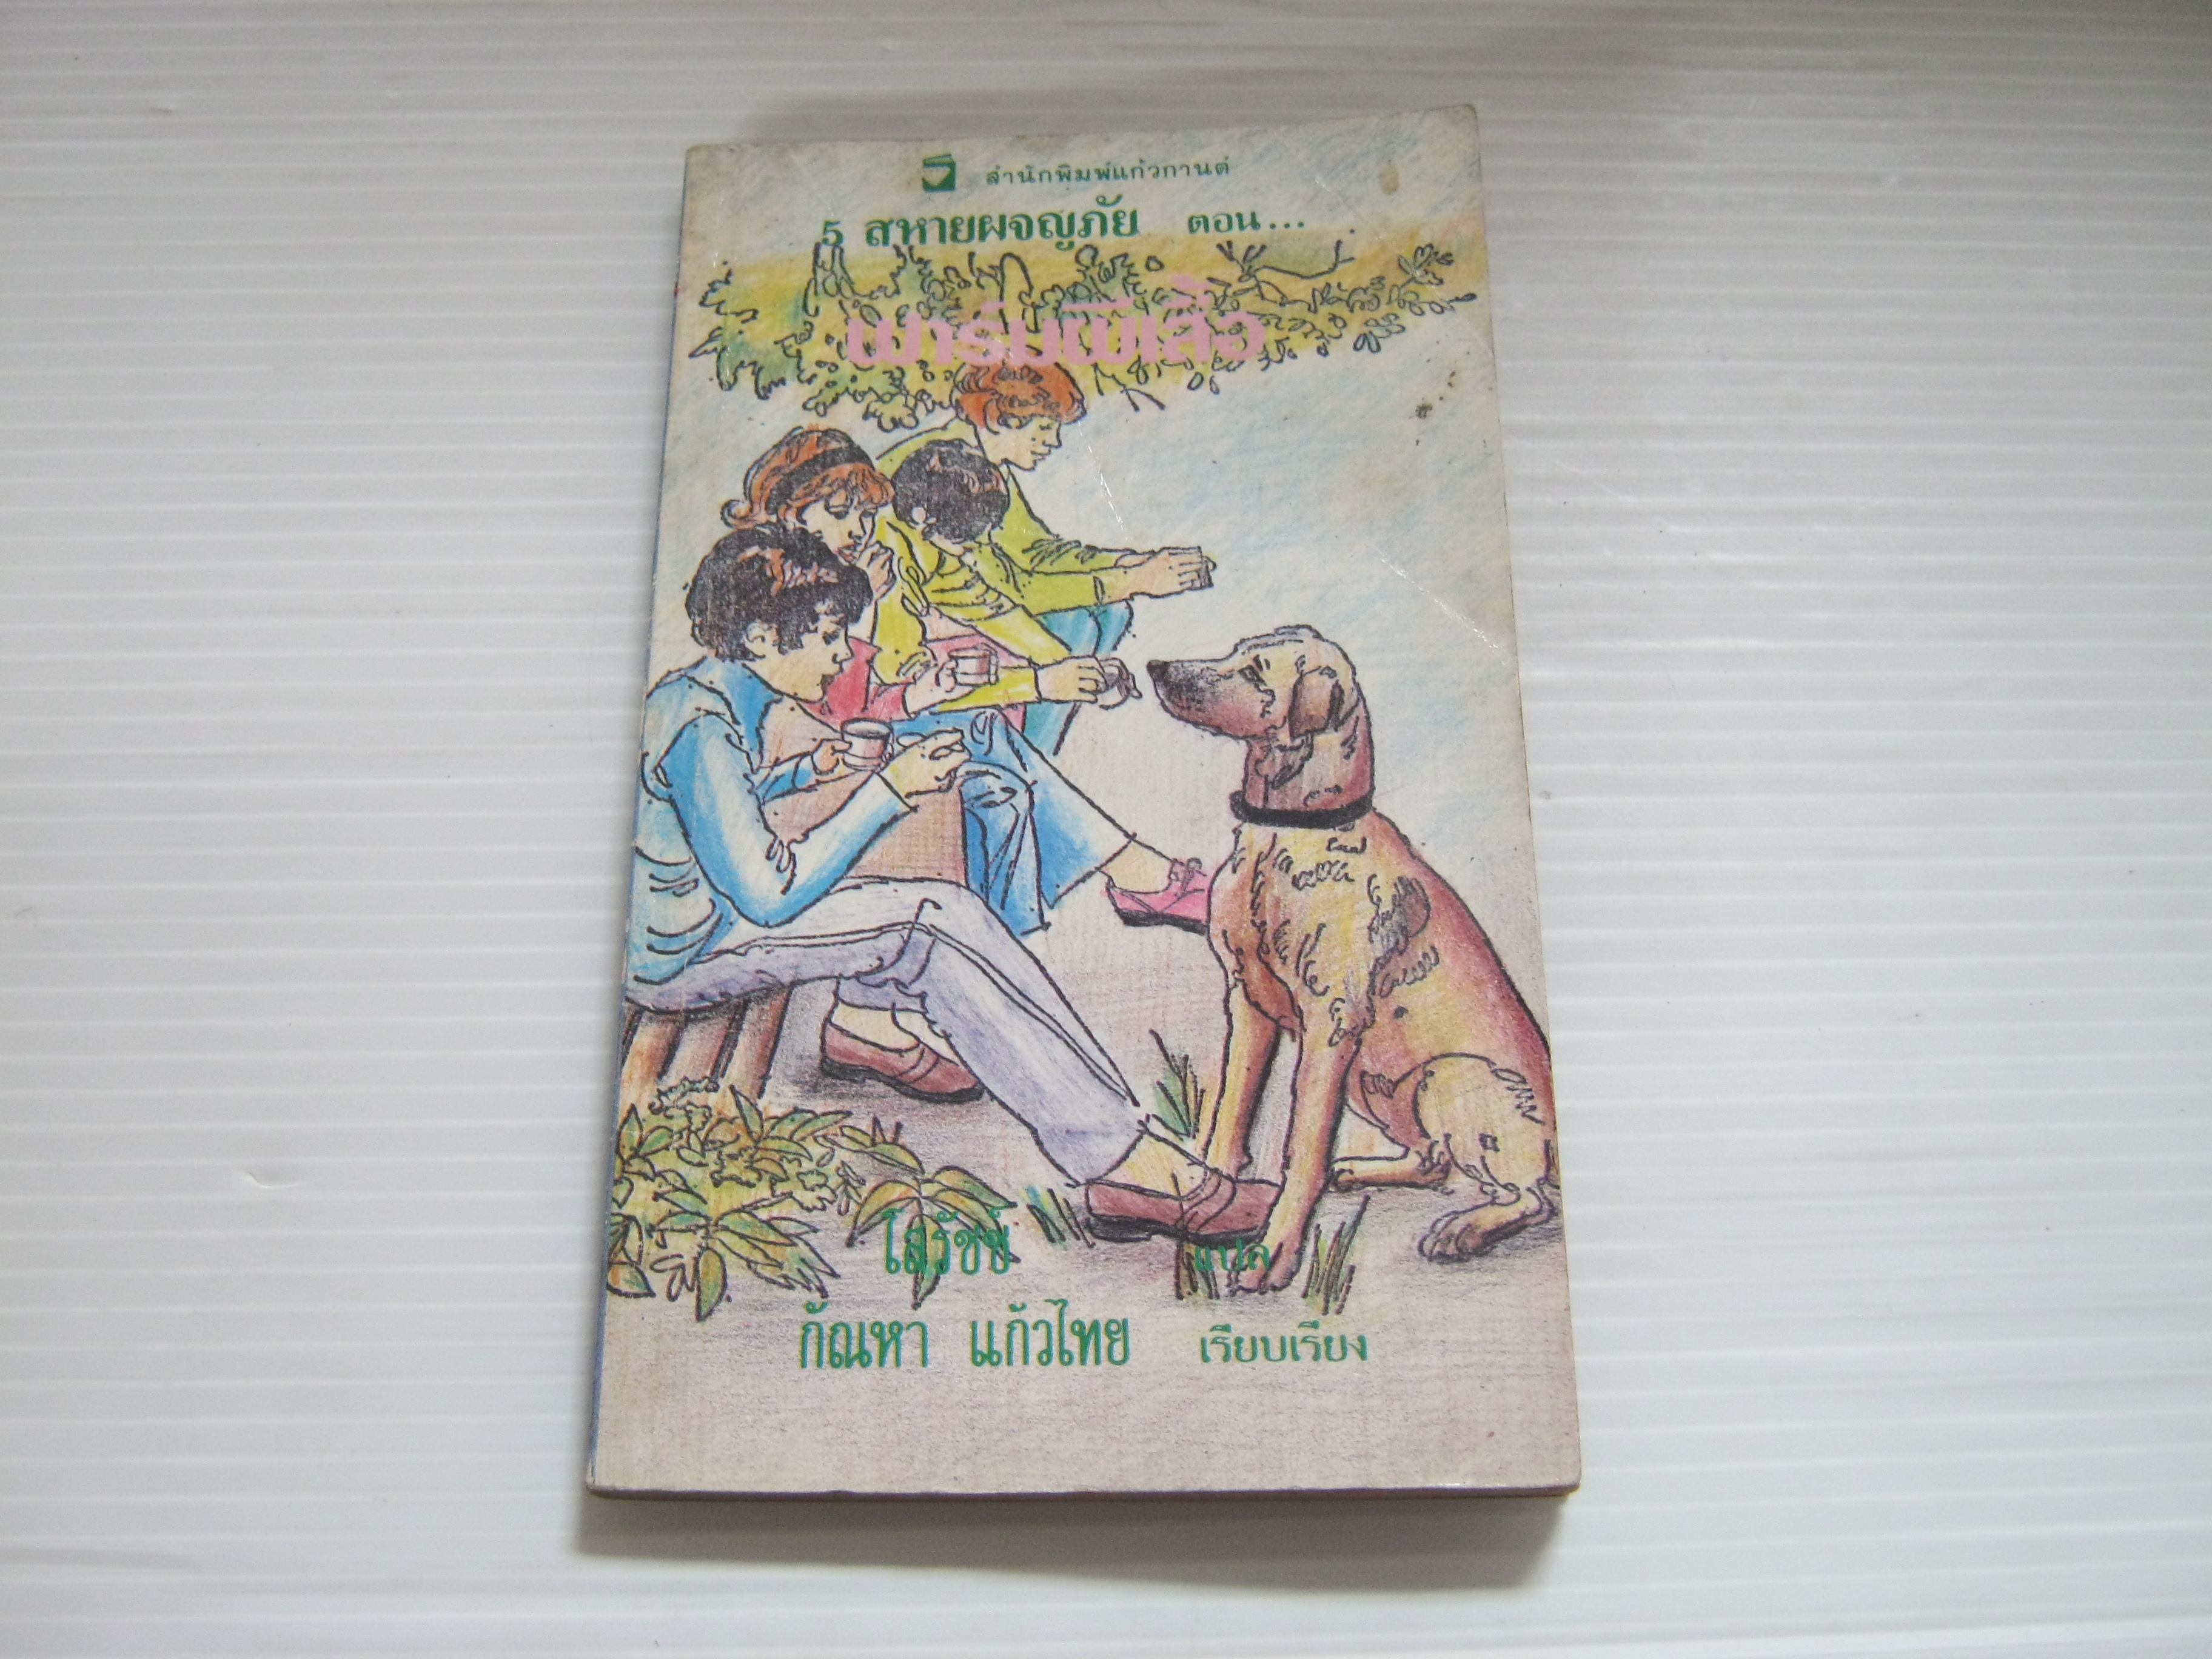 สำนักพิมพ์แก้วกานต์
5 สหายผจญภัย ตอน...
ฟาร์มผีเสื้อ
โสรัชช์ แปล
กัณหา แก้วไทย เรียบเรียง